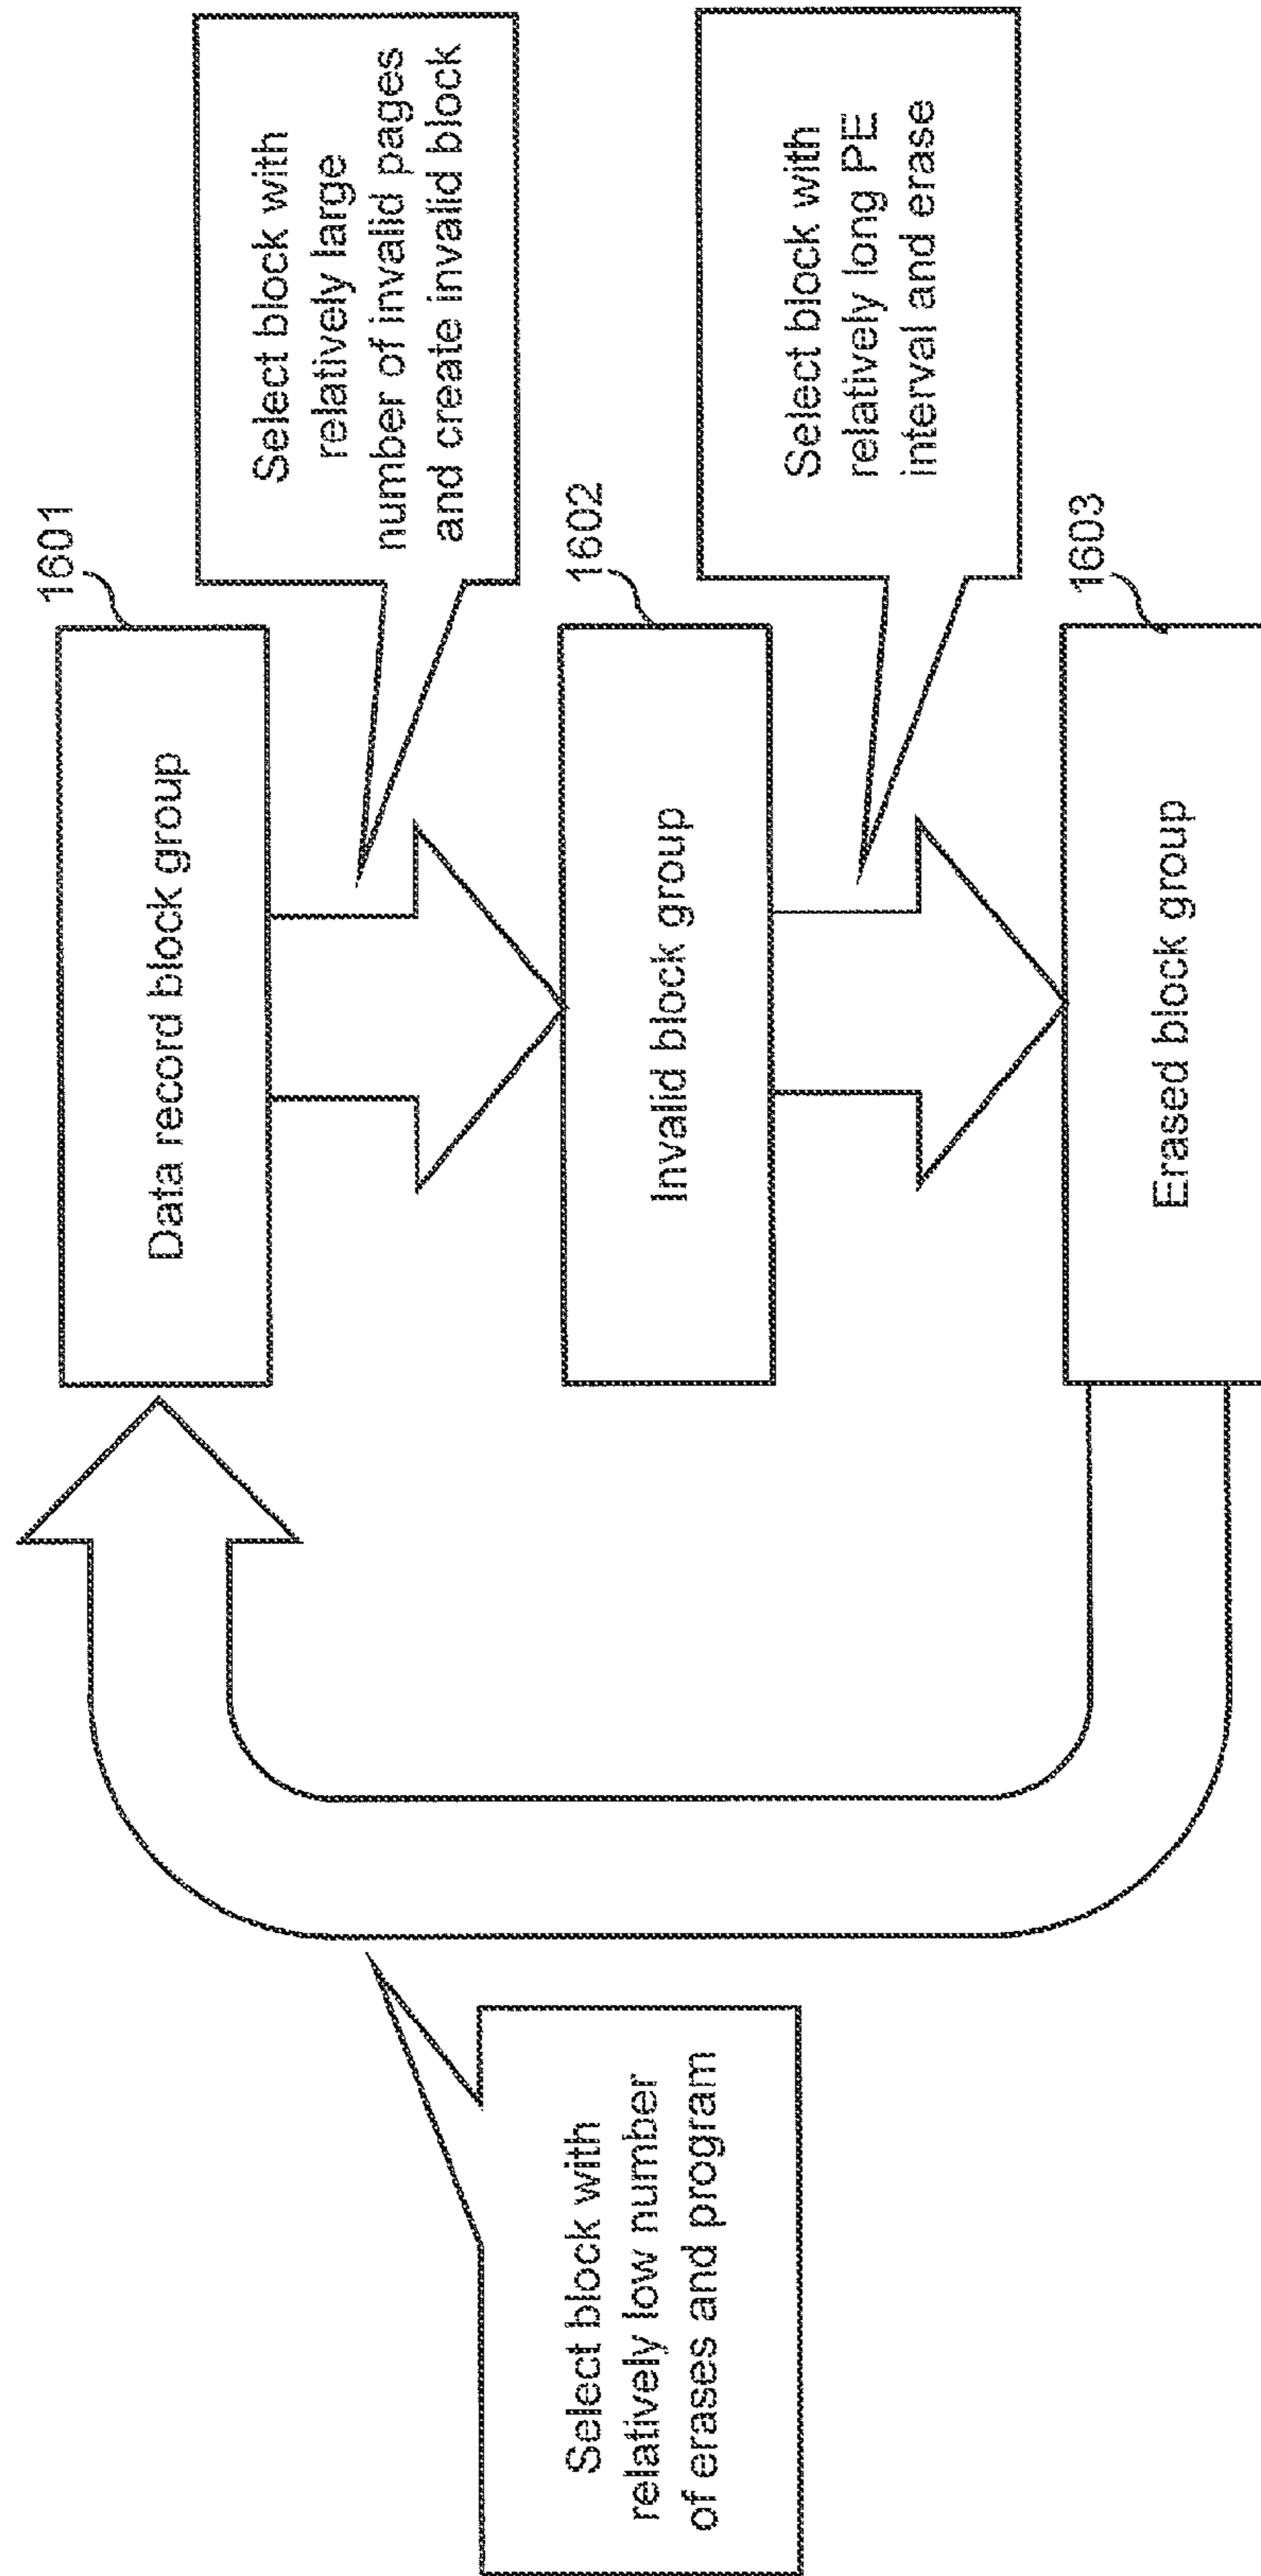 1601
Data record block group
Select block with
relatively large
number of invalid pages
and create invalid block
1602
Invalid block group
Select block with
relatively long PE
interval and erase
1603
Erased block group
Select block with
relatively low number
of erases and program